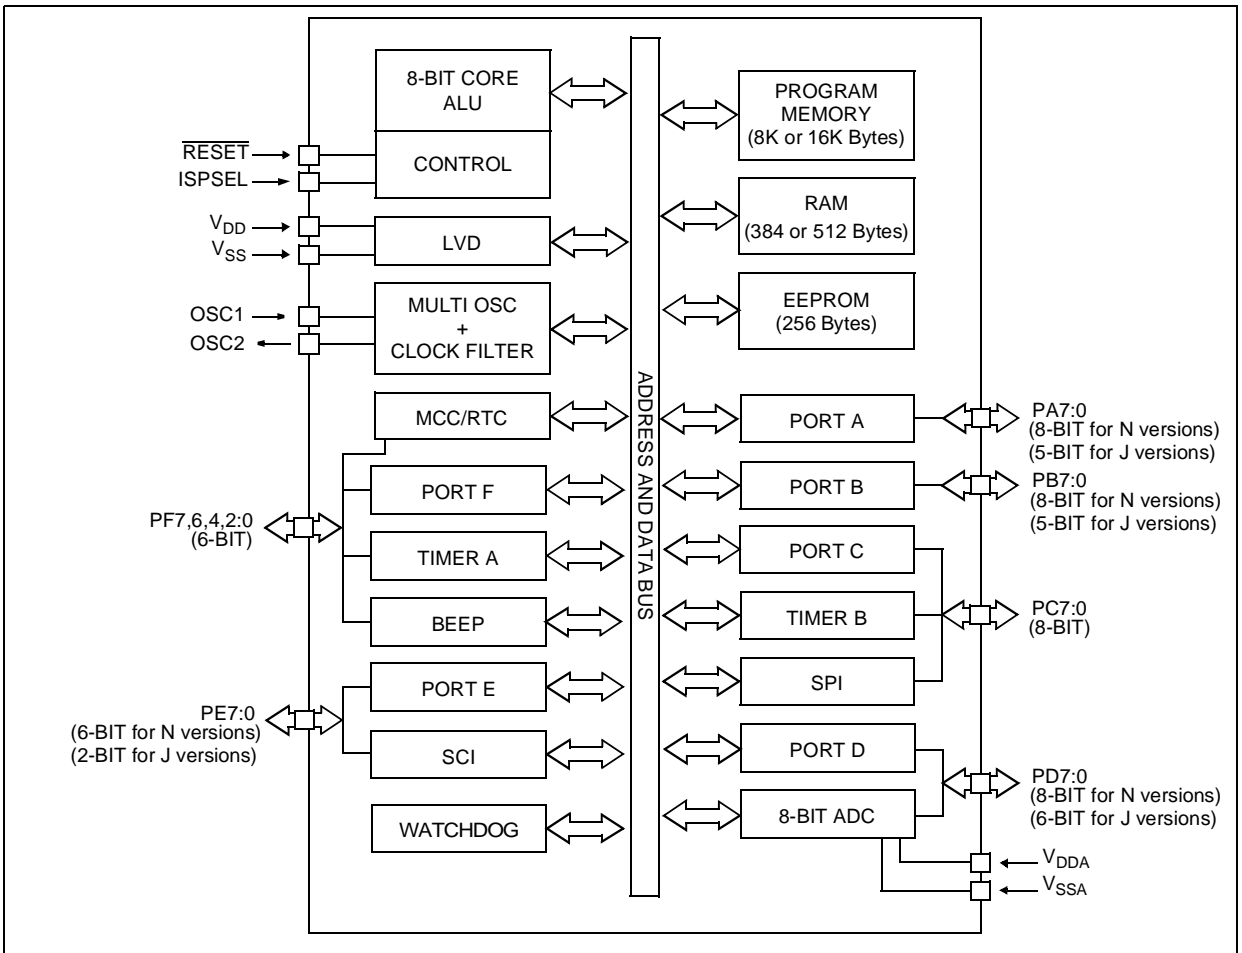 8-BIT CORE
ALU
CONTROL
RESET
ISPSEL
VDD
VSS
LVD
OSC1
OSC2
MULTI OSC
+
CLOCK FILTER
MCC/RTC
PORT F
PF7,6,4,2:0
(6-BIT)
TIMER A
BEEP
PORT E
PE7:0
(6-BIT for N versions)
(2-BIT for J versions)
SCI
WATCHDOG
ADDRESS AND DATA BUS
PROGRAM
MEMORY
(8K or 16K Bytes)
RAM
(384 or 512 Bytes)
EEPROM
(256 Bytes)
PORT A
PA7:0
(8-BIT for N versions)
(5-BIT for J versions)
PORT B
PB7:0
(8-BIT for N versions)
(5-BIT for J versions)
PORT C
TIMER B
PC7:0
(8-BIT)
SPI
PORT D
PD7:0
(8-BIT for N versions)
(6-BIT for J versions)
8-BIT ADC
VDDA
VSSA